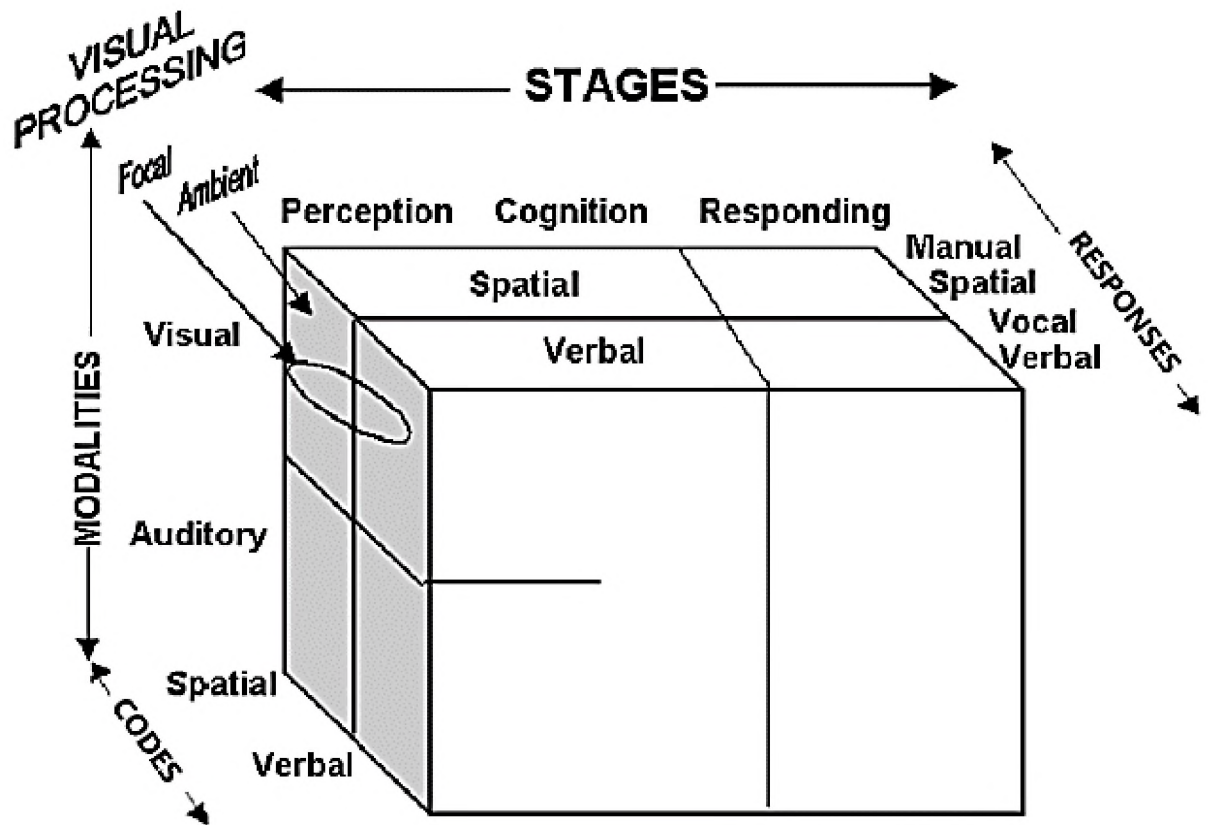 VISUAL
PROCESSING
STAGES
Focal
Ambient
Perception Cognition Responding
Manual
Spatial
Vocal
Verbal
RESPONSES
Spatial
Verbal
Visual
MODALITIES
Auditory
Spatial
Verbal
CODES